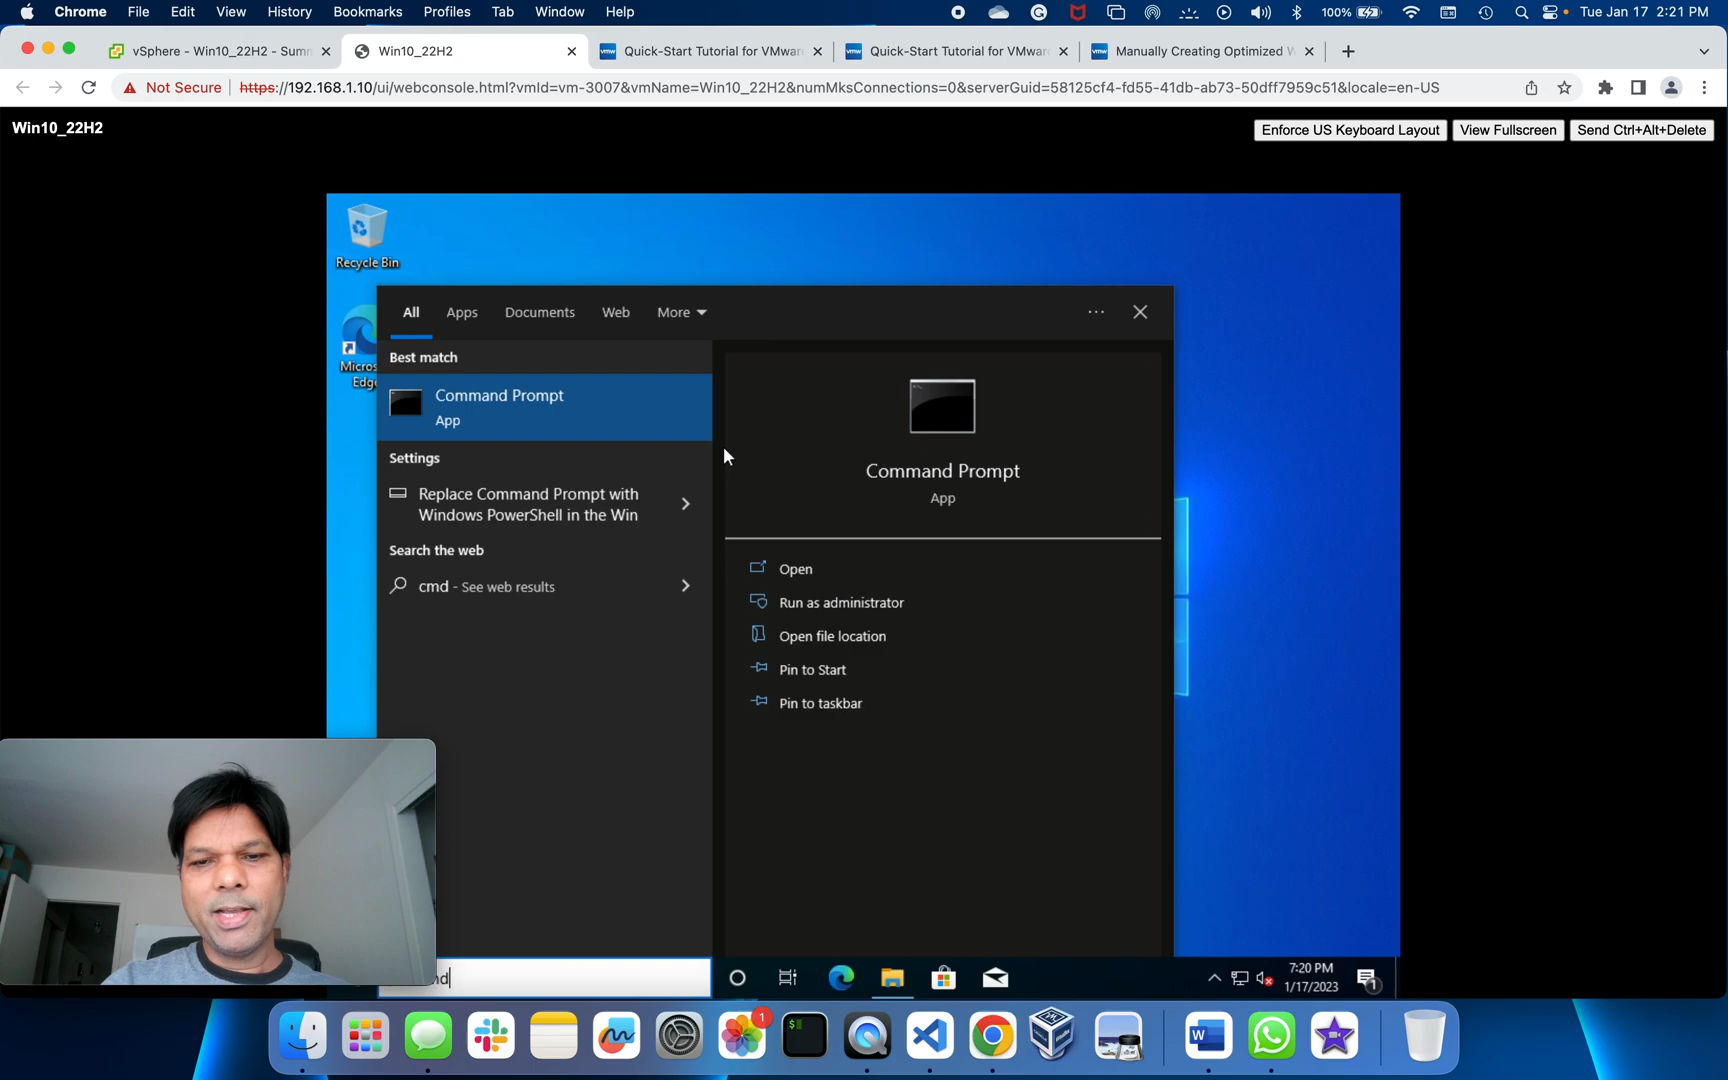 Chrome File Edit View History Bookmarks Profiles Tab Window Help 100% Tue Jan 17 2:21 PM
vSphere - Win10_22H2 - Sum Win10_22H2 Quick-Start Tutorial for VMwar Quick-Start Tutorial for VMwar Manually Creating Optimized
Not Secure https://192.168.1.10/ui/webconsole.html?vmId=vm-3007&vmName=Win10_22H2&numMksConnections=0&serverGuid=58125cf4-fd55-41db-ab73-50dff7959c51&locale=en-US
Win10_22H2 Enforce US Keyboard Layout View Fullscreen Send Ctrl+Alt+Delete
Recycle Bin
All Apps Documents Web More
Best match
Command Prompt
App
Micros
Edge
Settings
Replace Command Prompt with
Windows PowerShell in the Win
Search the web
cmd - See web results
Command Prompt
App
Open
Run as administrator
Open file location
Pin to Start
Pin to taskbar
md
7:20 PM
1/17/2023
1
1